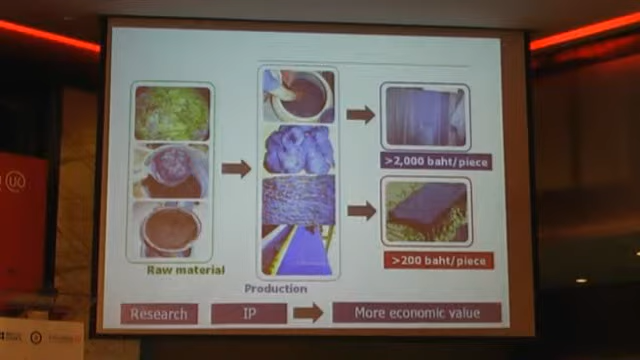 >2,000 baht/piece
>200 baht/piece
Raw material
Production
Research
IP
More economic value